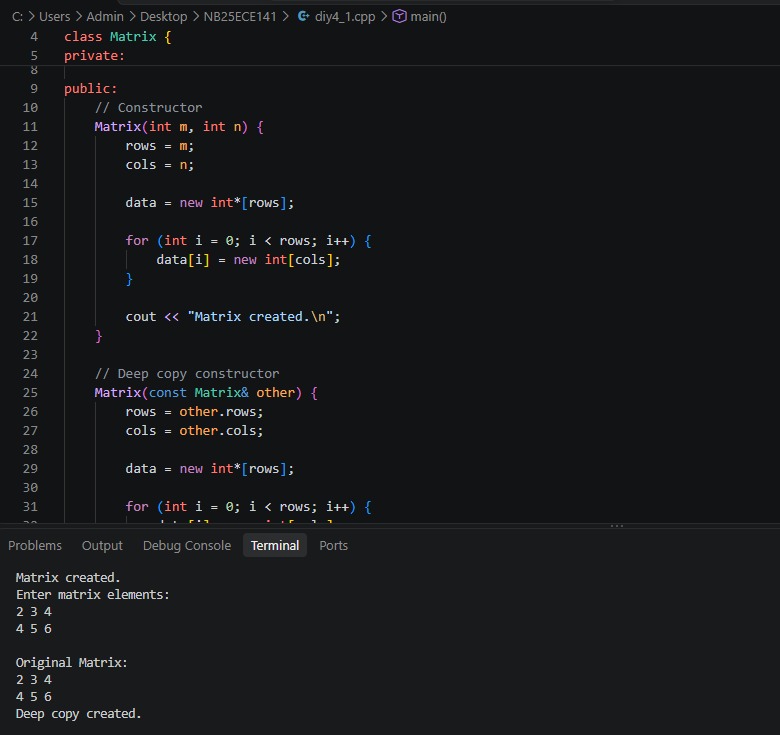 C: > Users > Admin > Desktop > NB25ECE141 > diy4_1.cpp > main()
4 class Matrix {
5 private:
8
9 public:
10 // Constructor
11 Matrix(int m, int n) {
12 rows = m;
13 cols = n;
14
15 data = new int*[rows];
16
17 for (int i = 0; i < rows; i++) {
18 data[i] = new int[cols];
19 }
20
21 cout << "Matrix created.\n";
22 }
23
24 // Deep copy constructor
25 Matrix(const Matrix& other) {
26 rows = other.rows;
27 cols = other.cols;
28
29 data = new int*[rows];
30
31 for (int i = 0; i < rows; i++) {
Problems Output Debug Console Terminal Ports
Matrix created.
Enter matrix elements:
2 3 4
4 5 6

Original Matrix:
2 3 4
4 5 6
Deep copy created.